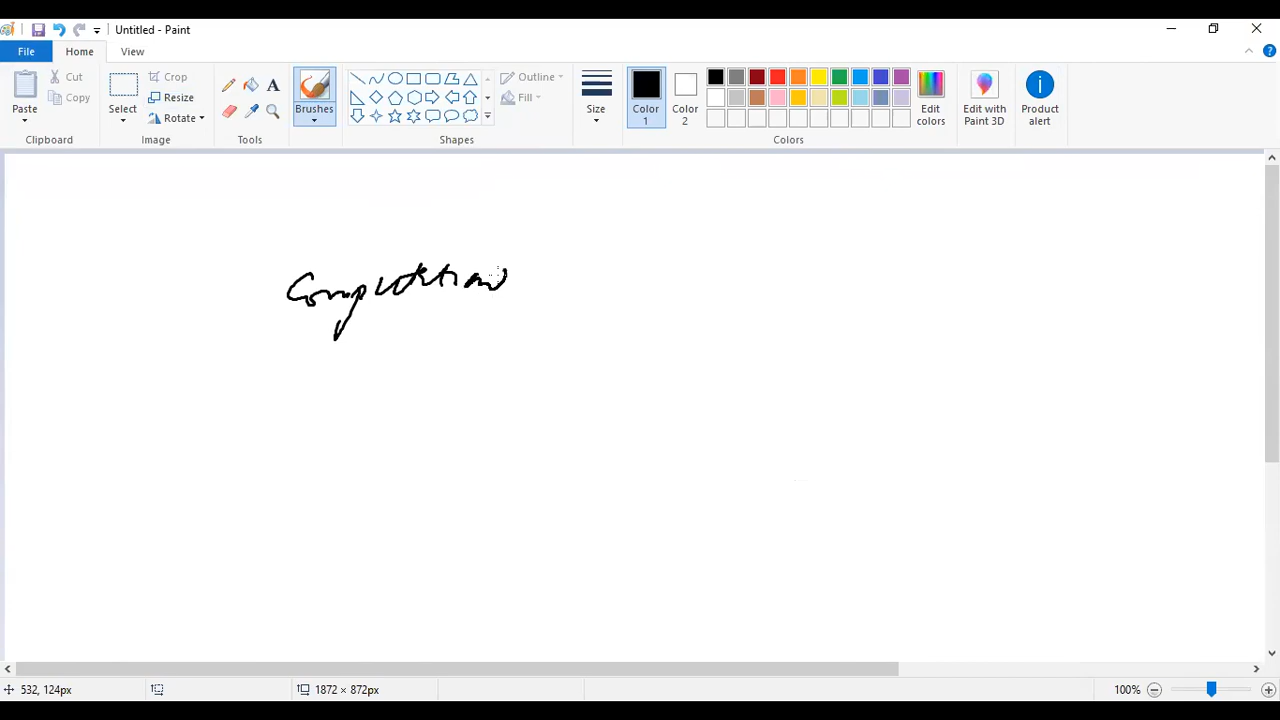 Untitled - Paint
File Home View
Paste Cut Copy Select Crop Resize Rotate Brushes Outline Fill Size Color 1 Color 2 Edit colors Edit with Paint 3D Product alert
Clipboard Image Tools Shapes Colors
Computation
532, 124px 1872 × 872px 100%